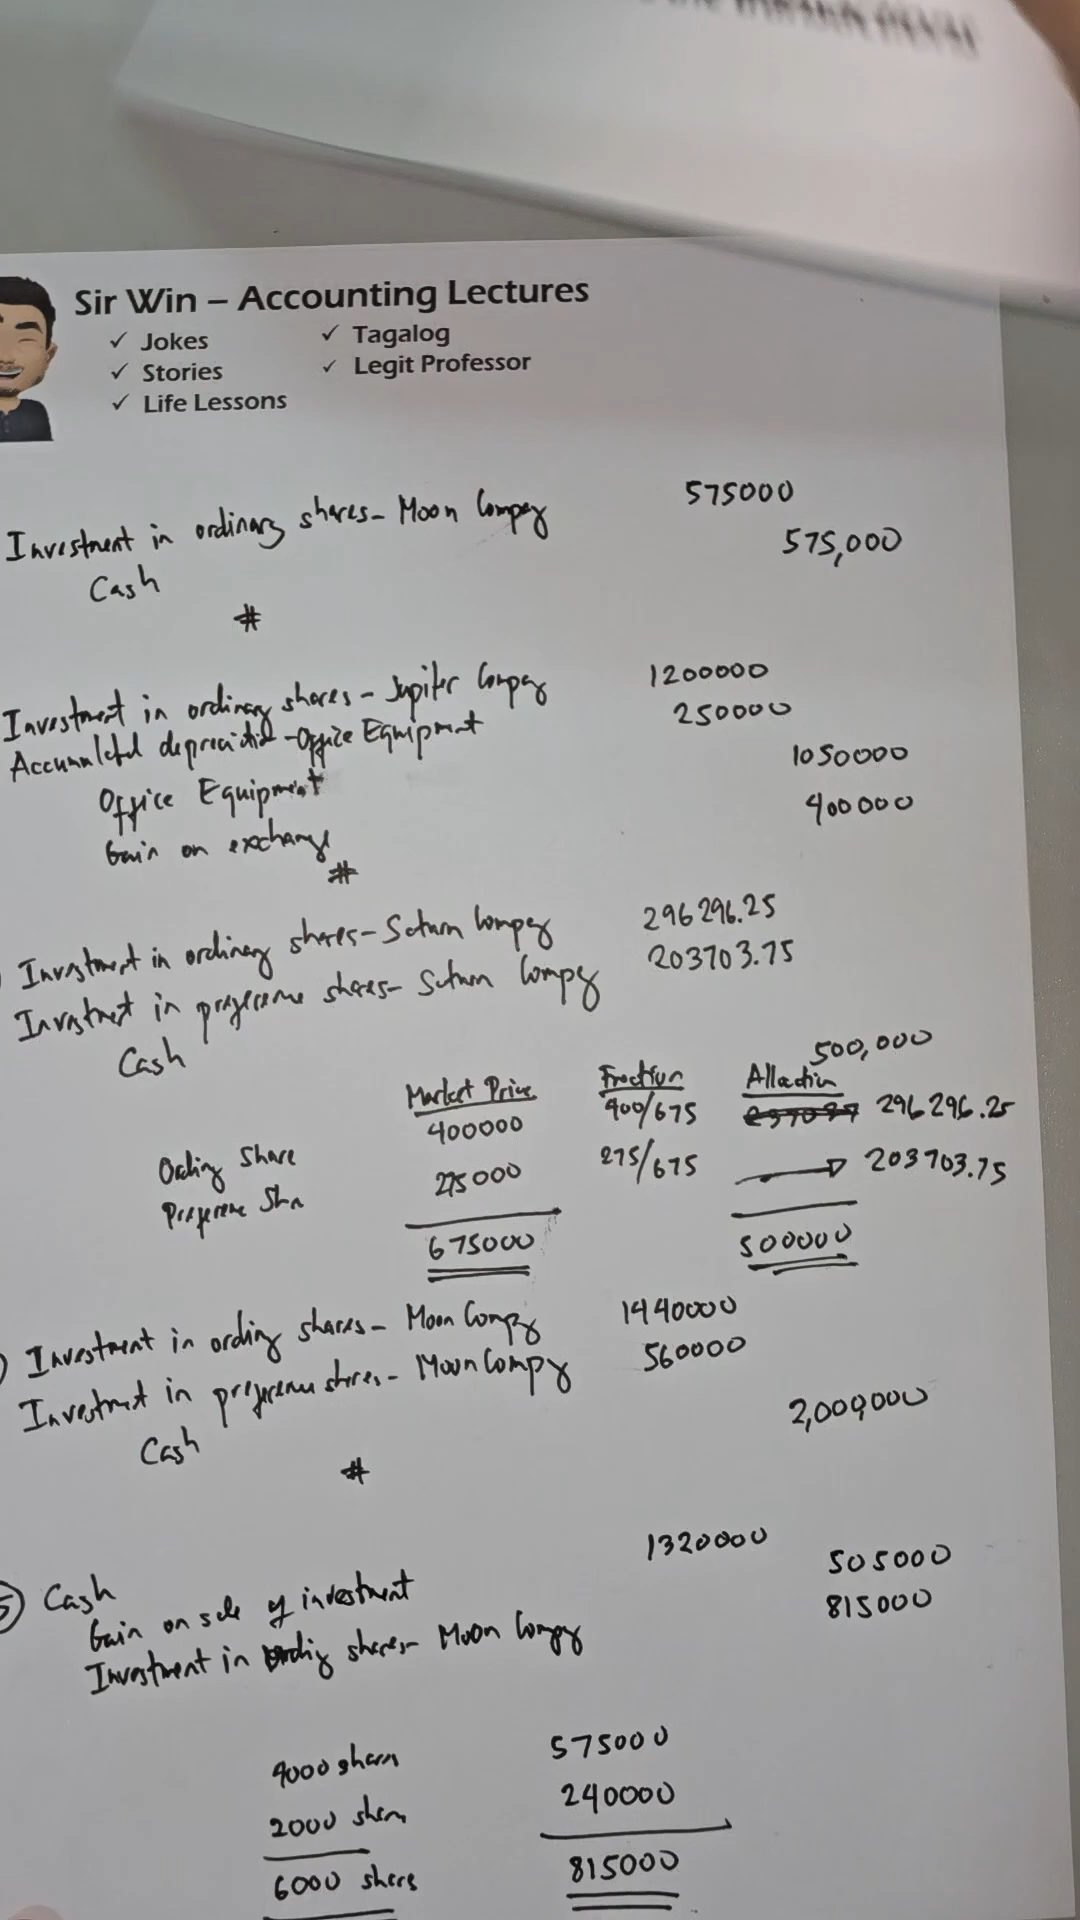 Sir Win – Accounting Lectures
✓ Jokes ✓ Tagalog
✓ Stories ✓ Legit Professor
✓ Life Lessons
Investment in ordinary shares - Moon Company 575000
Cash 575,000
#
Investment in ordinary shares - Jupiter Company 1200000
Accumulated depreciation - Office Equipment 250000
Office Equipment 1050000
Gain on exchange 400000
#
Investment in ordinary shares - Saturn Company 296296.25
Investment in preference shares - Saturn Company 203703.75
Cash 500,000
Market Price Fraction Allocation
Ordinary Share 400000 400/675 296296.25
Preference Share 275000 275/675 → 203703.75
675000 500000
) Investment in ordinary shares - Moon Company 1440000
Investment in preference shares - Moon Company 560000
Cash 2,000,000
#
5) Cash 1320000
Gain on sale of investment 505000
Investment in ordinary shares - Moon Company 815000
4000 shares 575000
2000 shares 240000
6000 shares 815000